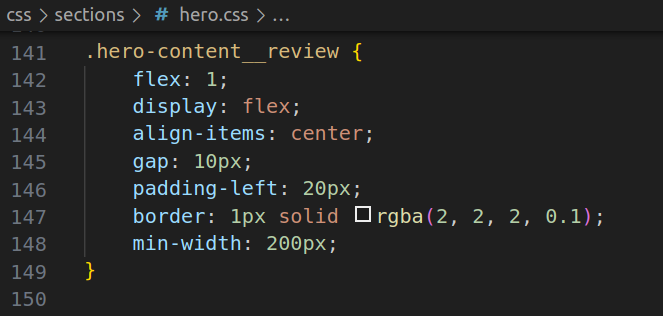 css > sections > # hero.css > ...
141 .hero-content__review {
142     flex: 1;
143     display: flex;
144     align-items: center;
145     gap: 10px;
146     padding-left: 20px;
147     border: 1px solid rgba(2, 2, 2, 0.1);
148     min-width: 200px;
149 }
150